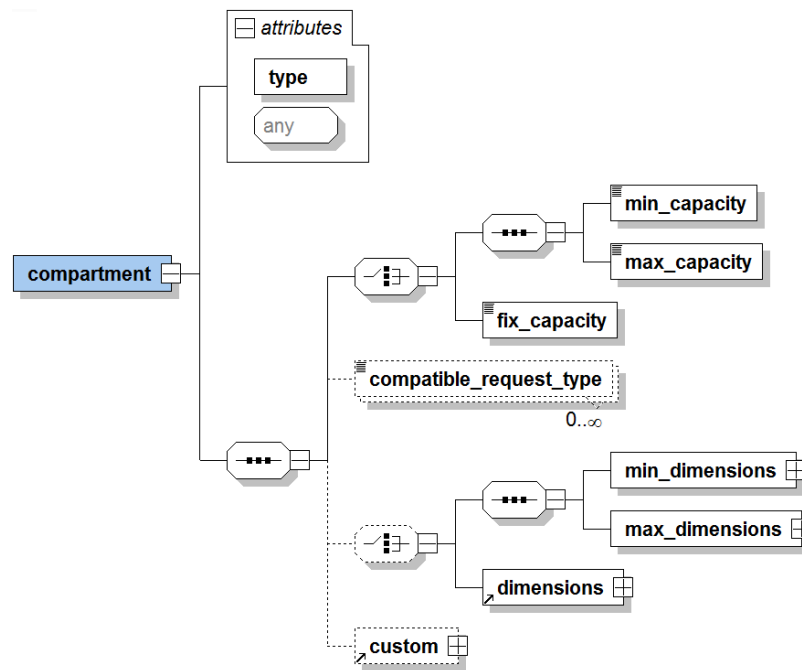 attributes
type
any
min_capacity
compartment
max_capacity
fix_capacity
compatible_request_type
0..∞
min_dimensions
max_dimensions
dimensions
custom